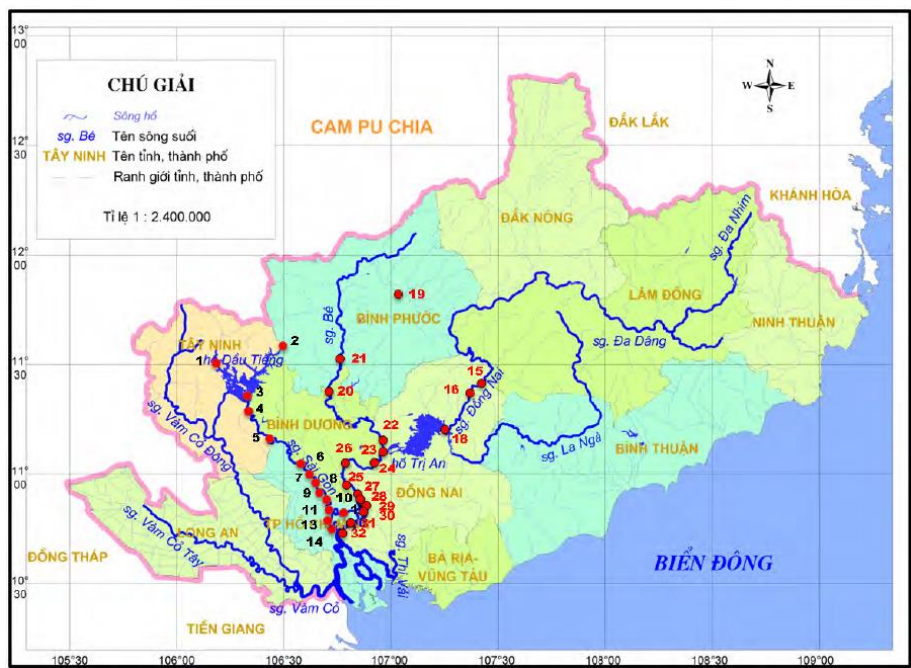 13°
00
12°
30
12°
00
11°
30
11°
00
10°
30
105°30
106°00
106°30
107°00
107°30
108°00
108°30
109°00
CHÚ GIẢI
Sông hồ
sg. Bé Tên sông suối
TÂY NINH Tên tỉnh, thành phố
Ranh giới tỉnh, thành phố
Tỉ lệ 1 : 2.400.000
N
W E
S
CAM PU CHIA
ĐẮK LẮK
KHÁNH HÒA
ĐẮK NÔNG
sg. Đa Nhim
LÂM ĐỒNG
NINH THUẬN
sg. Đa Dâng
19
BÌNH PHƯỚC
sg. Bé
TÂY NINH
2
1
hồ Dầu Tiếng
21
20
15
16
sg. Đồng Nai
3
4
BÌNH DƯƠNG
5
22
18
sg. La Ngà
BÌNH THUẬN
26
23
24
hồ Trị An
sg. Vàm Cỏ Đông
sg. Sài Gòn
6
7
8
25
9
10
27
28
29
30
ĐỒNG NAI
11
13
14
31
32
LONG AN
sg. Vàm Cỏ Tây
ĐỒNG THÁP
sg. Thị Vải
BÀ RỊA-
VŨNG TÀU
BIỂN ĐÔNG
sg. Vàm Cỏ
TIỀN GIANG